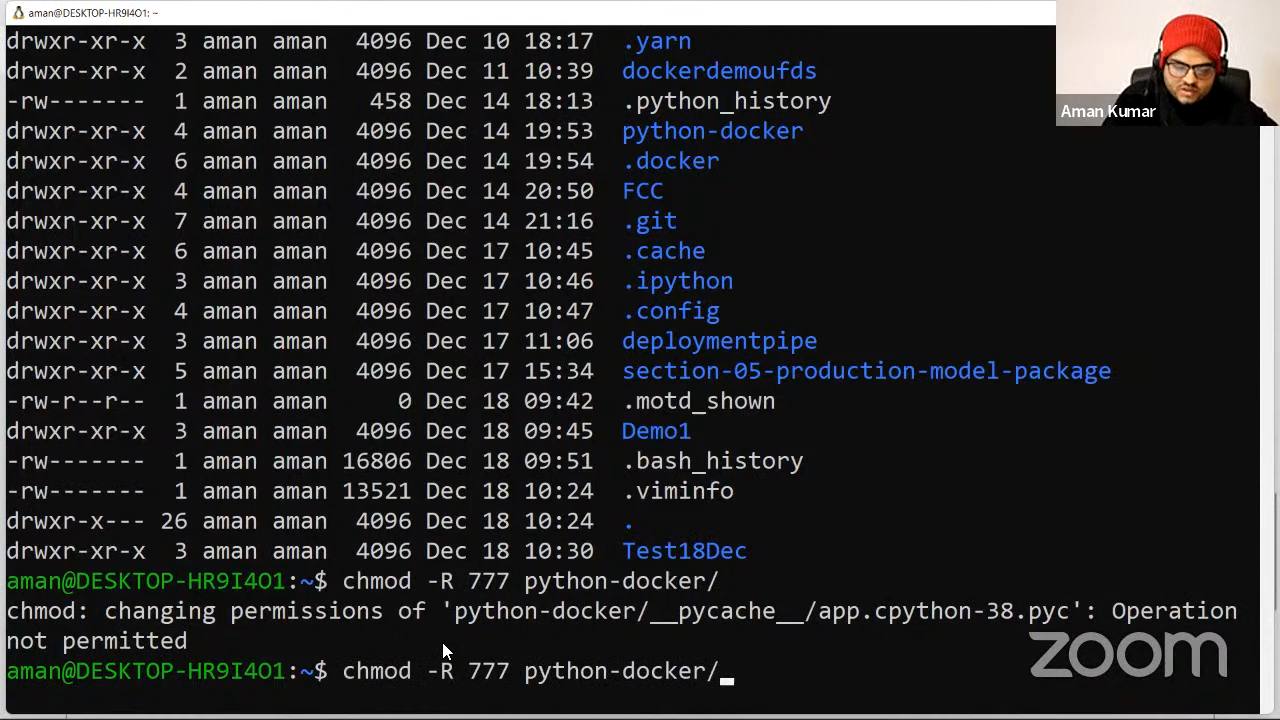 aman@DESKTOP-HR9I4O1: ~
drwxr-xr-x 3 aman aman 4096 Dec 10 18:17 .yarn
drwxr-xr-x 2 aman aman 4096 Dec 11 10:39 dockerdemoufds
-rw------- 1 aman aman 458 Dec 14 18:13 .python_history
drwxr-xr-x 4 aman aman 4096 Dec 14 19:53 python-docker
drwxr-xr-x 6 aman aman 4096 Dec 14 19:54 .docker
drwxr-xr-x 4 aman aman 4096 Dec 14 20:50 FCC
drwxr-xr-x 7 aman aman 4096 Dec 14 21:16 .git
drwxr-xr-x 6 aman aman 4096 Dec 17 10:45 .cache
drwxr-xr-x 3 aman aman 4096 Dec 17 10:46 .ipython
drwxr-xr-x 4 aman aman 4096 Dec 17 10:47 .config
drwxr-xr-x 3 aman aman 4096 Dec 17 11:06 deploymentpipe
drwxr-xr-x 5 aman aman 4096 Dec 17 15:34 section-05-production-model-package
-rw-r--r-- 1 aman aman 0 Dec 18 09:42 .motd_shown
drwxr-xr-x 3 aman aman 4096 Dec 18 09:45 Demo1
-rw------- 1 aman aman 16806 Dec 18 09:51 .bash_history
-rw------- 1 aman aman 13521 Dec 18 10:24 .viminfo
drwxr-x--- 26 aman aman 4096 Dec 18 10:24 .
drwxr-xr-x 3 aman aman 4096 Dec 18 10:30 Test18Dec
aman@DESKTOP-HR9I4O1:~$ chmod -R 777 python-docker/
chmod: changing permissions of 'python-docker/__pycache__/app.cpython-38.pyc': Operation
not permitted
aman@DESKTOP-HR9I4O1:~$ chmod -R 777 python-docker/
Aman Kumar
zoom